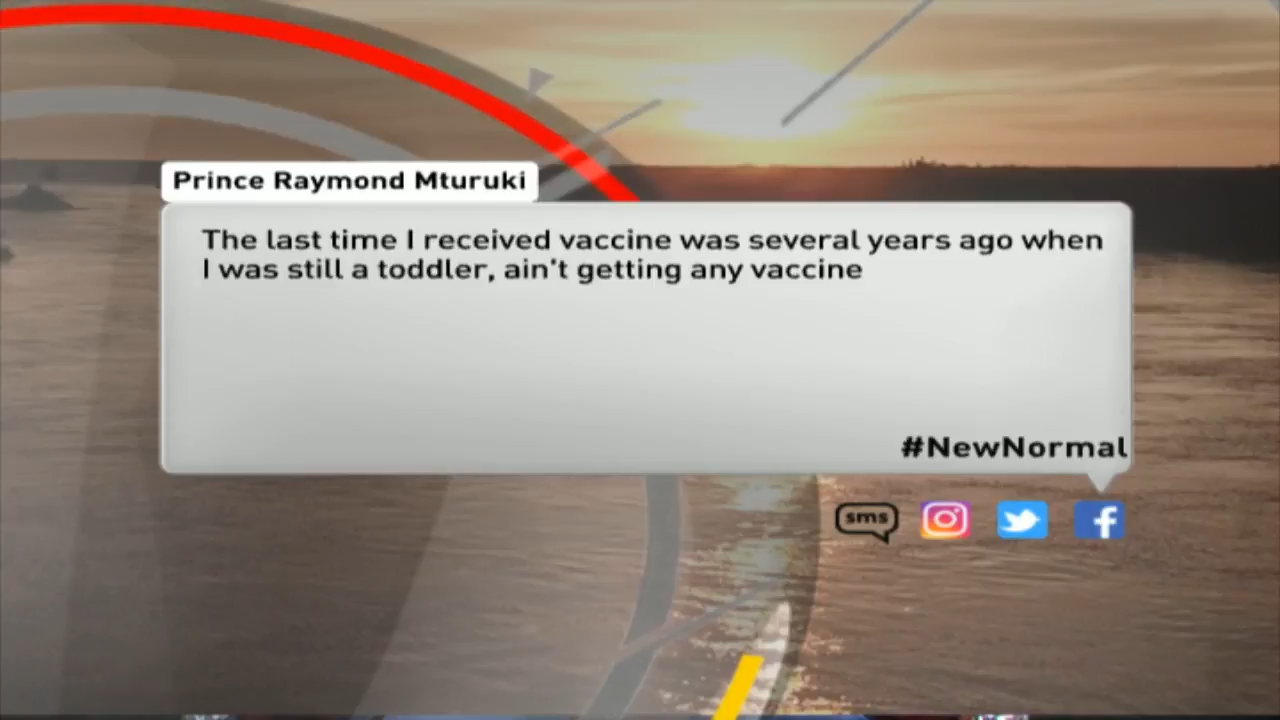 Prince Raymond Mturuki
The last time I received vaccine was several years ago when
I was still a toddler, ain't getting any vaccine
#NewNormal
sms